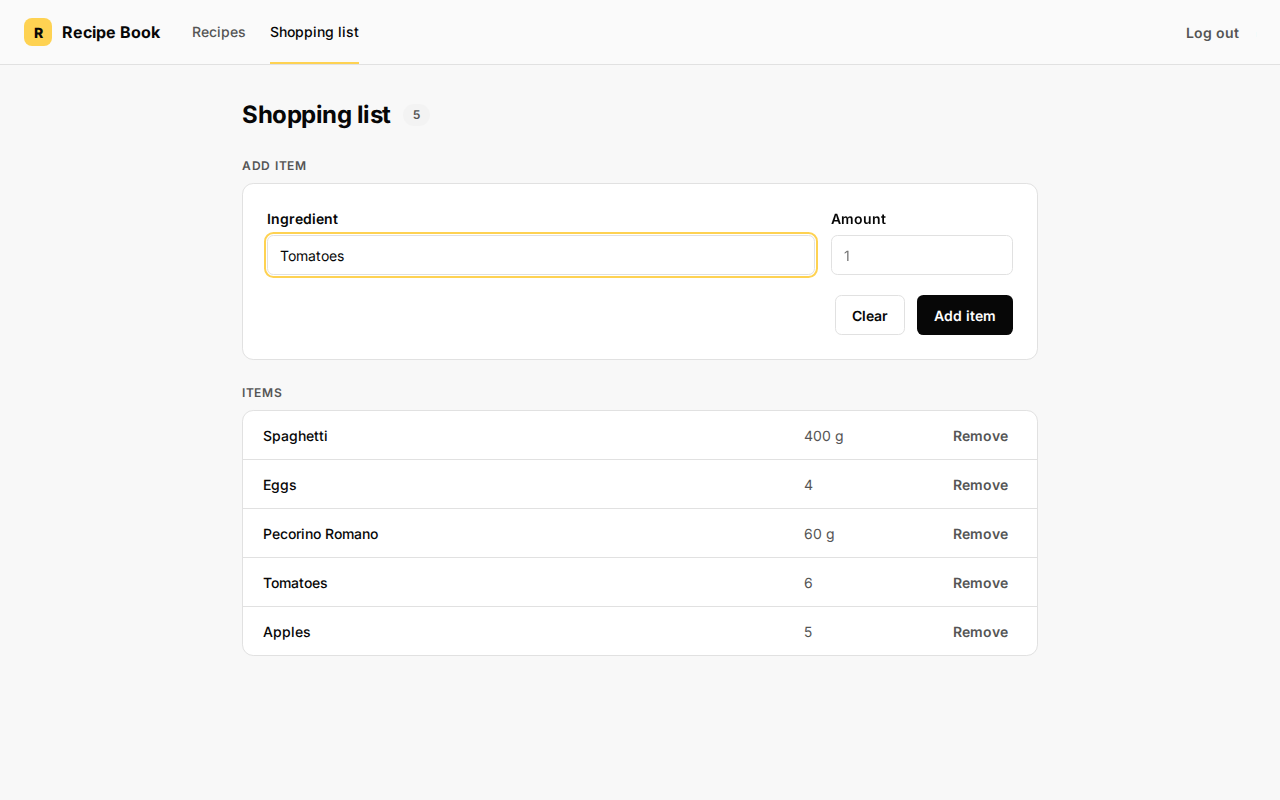 R Recipe Book Recipes Shopping list Log out
Shopping list 5
ADD ITEM
Ingredient Amount
Tomatoes 1
Clear Add item
ITEMS
Spaghetti 400 g Remove
Eggs 4 Remove
Pecorino Romano 60 g Remove
Tomatoes 6 Remove
Apples 5 Remove